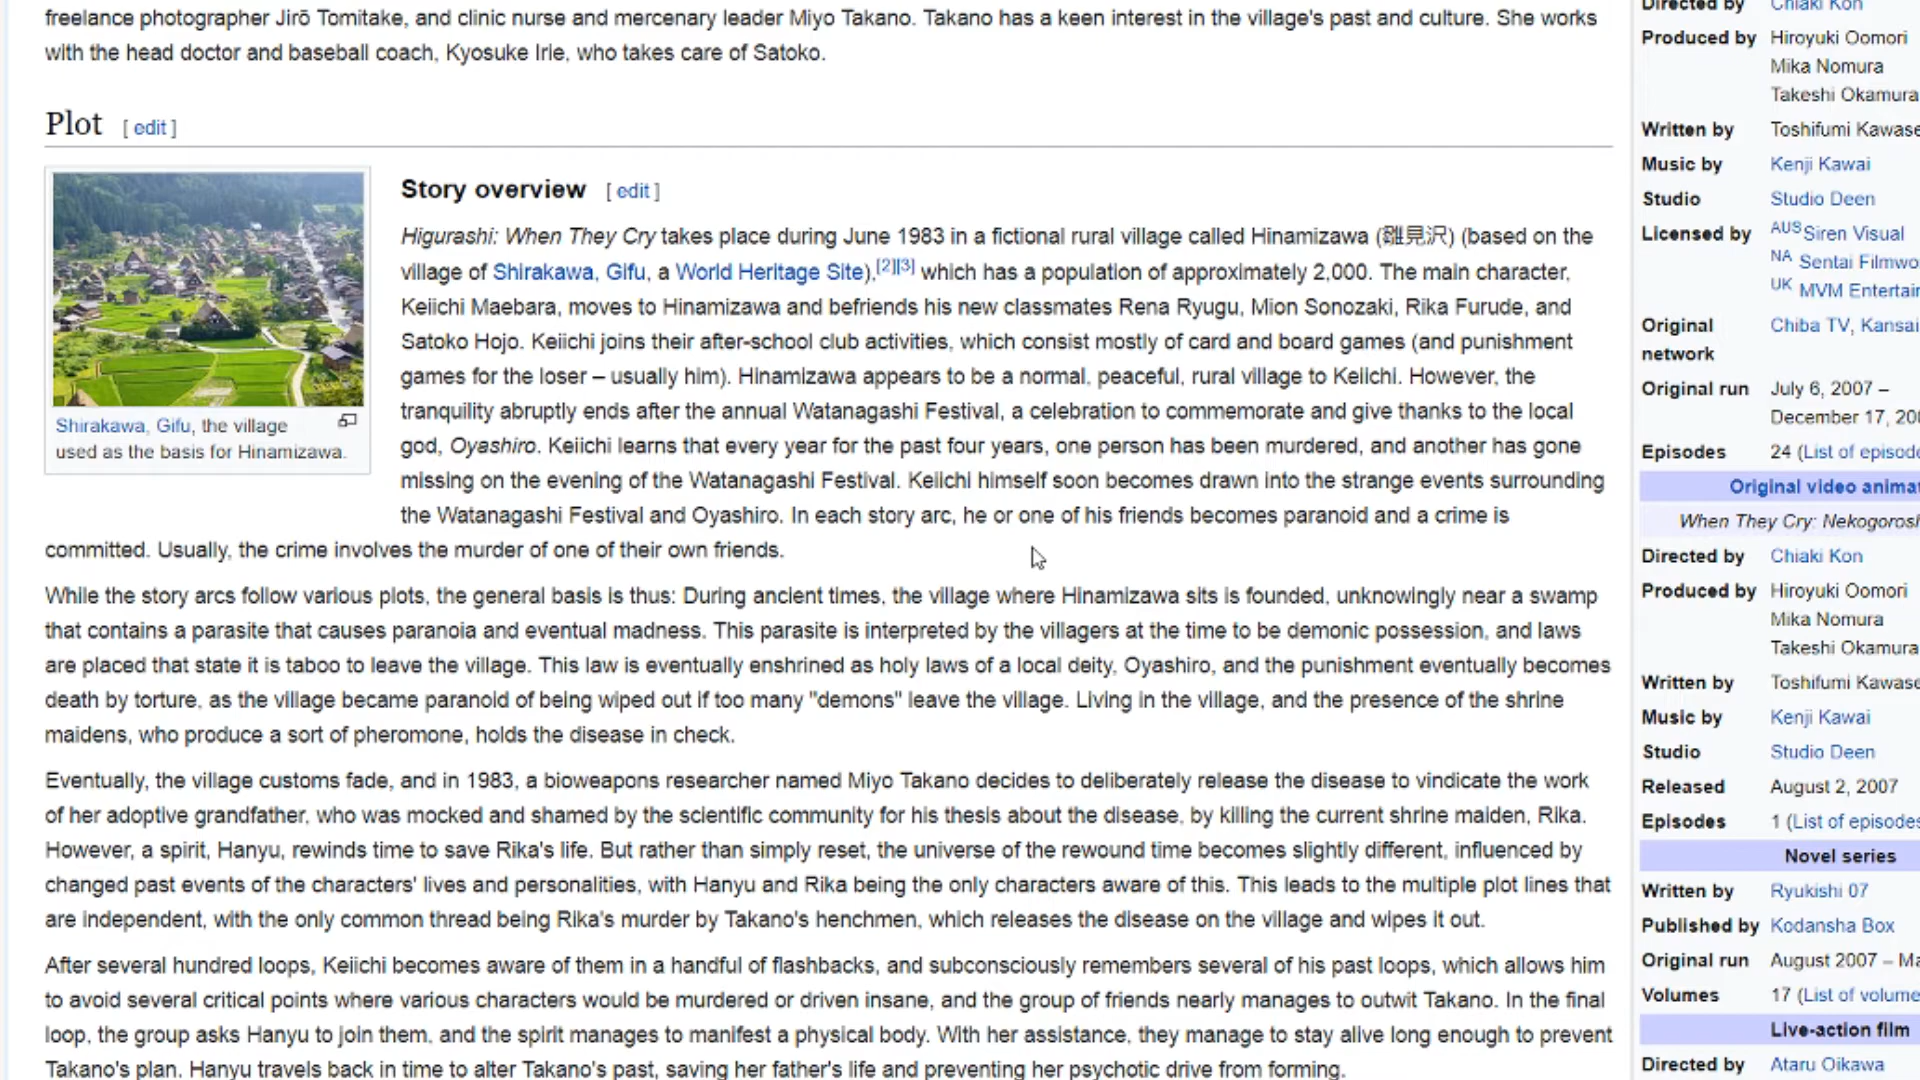 freelance photographer Jirō Tomitake, and clinic nurse and mercenary leader Miyo Takano. Takano has a keen interest in the village's past and culture. She works
with the head doctor and baseball coach, Kyosuke Irie, who takes care of Satoko.
Plot [ edit ]
Shirakawa, Gifu, the village
used as the basis for Hinamizawa.
Story overview [ edit ]
Higurashi: When They Cry takes place during June 1983 in a fictional rural village called Hinamizawa (雛見沢) (based on the
village of Shirakawa, Gifu, a World Heritage Site),[2][3] which has a population of approximately 2,000. The main character,
Keiichi Maebara, moves to Hinamizawa and befriends his new classmates Rena Ryugu, Mion Sonozaki, Rika Furude, and
Satoko Hojo. Keiichi joins their after-school club activities, which consist mostly of card and board games (and punishment
games for the loser – usually him). Hinamizawa appears to be a normal, peaceful, rural village to Keiichi. However, the
tranquility abruptly ends after the annual Watanagashi Festival, a celebration to commemorate and give thanks to the local
god, Oyashiro. Keiichi learns that every year for the past four years, one person has been murdered, and another has gone
missing on the evening of the Watanagashi Festival. Keiichi himself soon becomes drawn into the strange events surrounding
the Watanagashi Festival and Oyashiro. In each story arc, he or one of his friends becomes paranoid and a crime is
committed. Usually, the crime involves the murder of one of their own friends.
While the story arcs follow various plots, the general basis is thus: During ancient times, the village where Hinamizawa sits is founded, unknowingly near a swamp
that contains a parasite that causes paranoia and eventual madness. This parasite is interpreted by the villagers at the time to be demonic possession, and laws
are placed that state it is taboo to leave the village. This law is eventually enshrined as holy laws of a local deity, Oyashiro, and the punishment eventually becomes
death by torture, as the village became paranoid of being wiped out if too many "demons" leave the village. Living in the village, and the presence of the shrine
maidens, who produce a sort of pheromone, holds the disease in check.
Eventually, the village customs fade, and in 1983, a bioweapons researcher named Miyo Takano decides to deliberately release the disease to vindicate the work
of her adoptive grandfather, who was mocked and shamed by the scientific community for his thesis about the disease, by killing the current shrine maiden, Rika.
However, a spirit, Hanyu, rewinds time to save Rika's life. But rather than simply reset, the universe of the rewound time becomes slightly different, influenced by
changed past events of the characters' lives and personalities, with Hanyu and Rika being the only characters aware of this. This leads to the multiple plot lines that
are independent, with the only common thread being Rika's murder by Takano's henchmen, which releases the disease on the village and wipes it out.
After several hundred loops, Keiichi becomes aware of them in a handful of flashbacks, and subconsciously remembers several of his past loops, which allows him
to avoid several critical points where various characters would be murdered or driven insane, and the group of friends nearly manages to outwit Takano. In the final
loop, the group asks Hanyu to join them, and the spirit manages to manifest a physical body. With her assistance, they manage to stay alive long enough to prevent
Takano's plan. Hanyu travels back in time to alter Takano's past, saving her father's life and preventing her psychotic drive from forming.
Directed by Chiaki Kon
Produced by Hiroyuki Oomori
Mika Nomura
Takeshi Okamura
Written by Toshifumi Kawase
Music by Kenji Kawai
Studio Studio Deen
Licensed by AUS Siren Visual
NA Sentai Filmwo
UK MVM Entertain
Original Chiba TV, Kansai
network
Original run July 6, 2007 –
December 17, 200
Episodes 24 (List of episode
Original video animat
When They Cry: Nekogorosh
Directed by Chiaki Kon
Produced by Hiroyuki Oomori
Mika Nomura
Takeshi Okamura
Written by Toshifumi Kawase
Music by Kenji Kawai
Studio Studio Deen
Released August 2, 2007
Episodes 1 (List of episodes
Novel series
Written by Ryukishi 07
Published by Kodansha Box
Original run August 2007 – Ma
Volumes 17 (List of volume
Live-action film
Directed by Ataru Oikawa